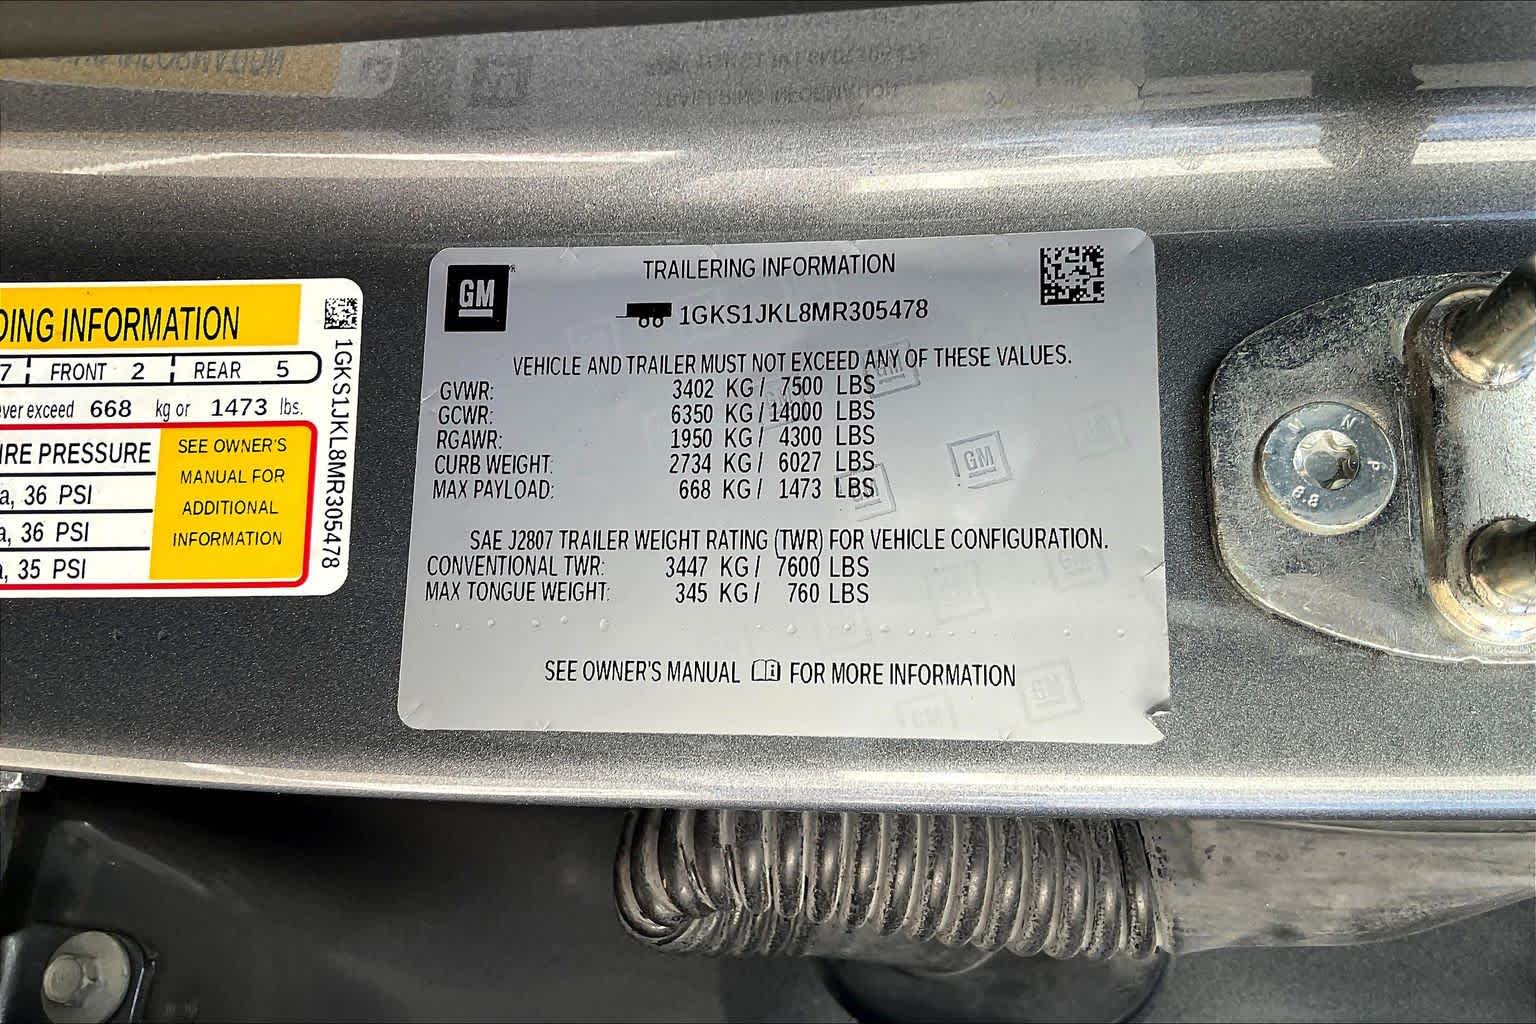 DING INFORMATION
7 FRONT 2 REAR 5
ver exceed 668 kg or 1473 lbs.
IRE PRESSURE
a, 36 PSI
a, 36 PSI
a, 35 PSI
SEE OWNER'S
MANUAL FOR
ADDITIONAL
INFORMATION
1GKS1JKL8MR305478
GM
TRAILERING INFORMATION
1GKS1JKL8MR305478
VEHICLE AND TRAILER MUST NOT EXCEED ANY OF THESE VALUES.
GVWR: 3402 KG/ 7500 LBS
GCWR: 6350 KG/14000 LBS
RGAWR: 1950 KG/ 4300 LBS
CURB WEIGHT: 2734 KG/ 6027 LBS
MAX PAYLOAD: 668 KG/ 1473 LBS
SAE J2807 TRAILER WEIGHT RATING (TWR) FOR VEHICLE CONFIGURATION.
CONVENTIONAL TWR: 3447 KG/ 7600 LBS
MAX TONGUE WEIGHT: 345 KG/ 760 LBS
SEE OWNER'S MANUAL FOR MORE INFORMATION
GM
8.8